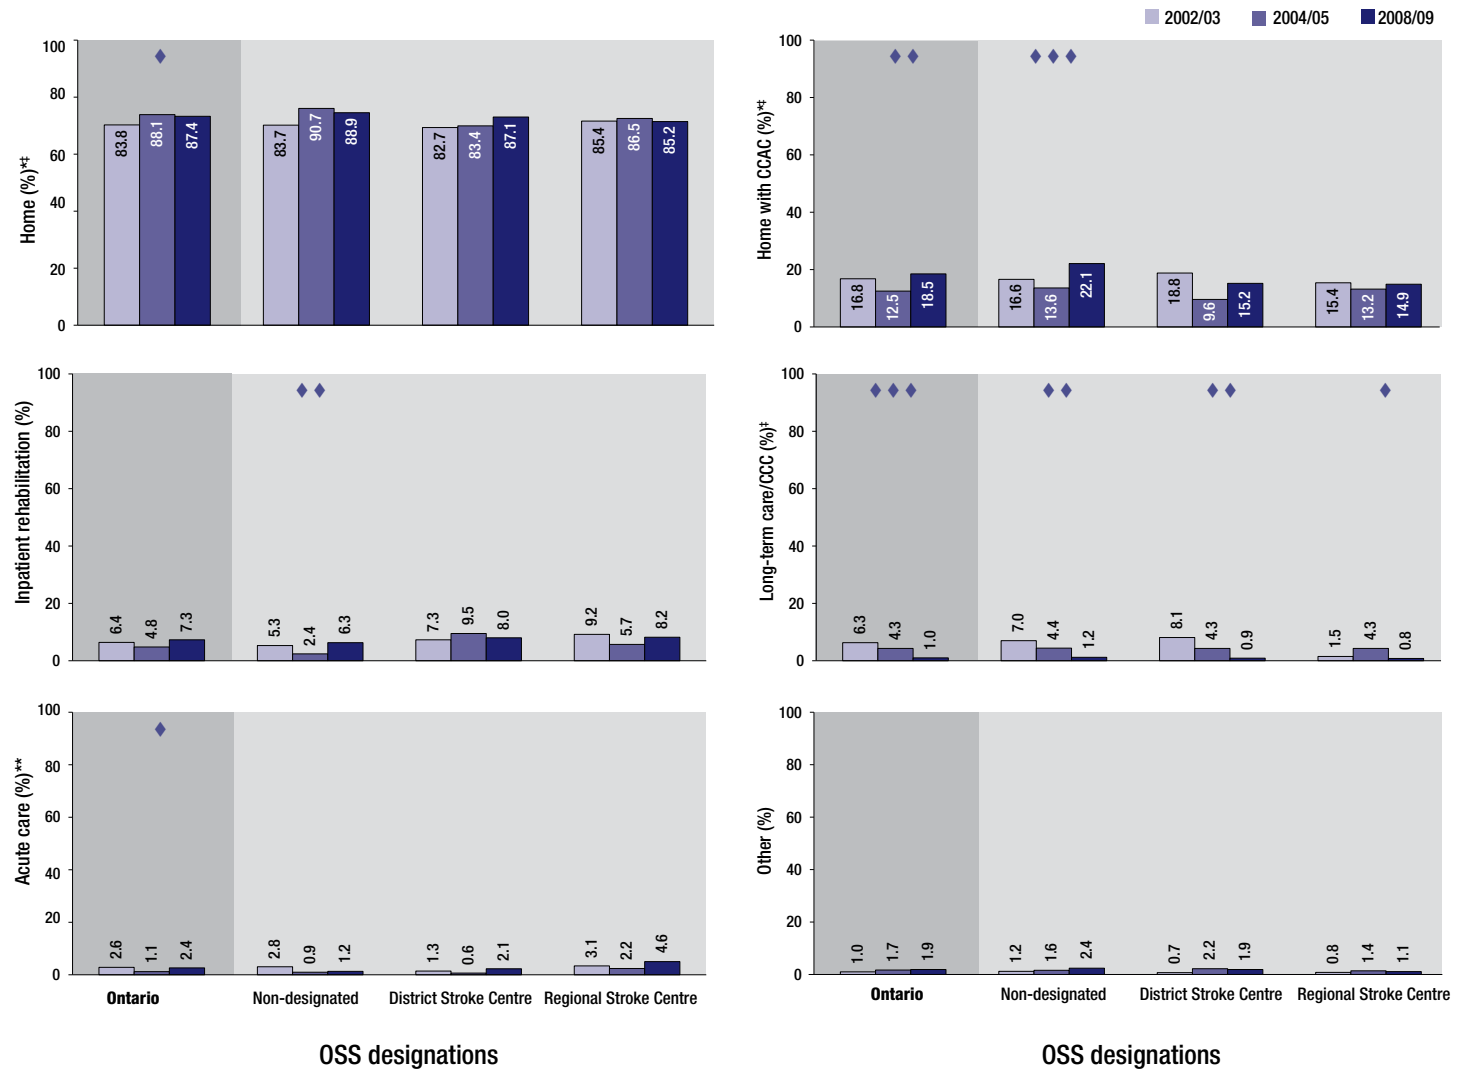 2002/03 2004/05 2008/09
Home (%)*‡
100
80
60
40
20
0
83.8 88.1 87.4
83.7 90.7 88.9
82.7 83.4 87.1
85.4 86.5 85.2
Home with CCAC (%)*‡
100
80
60
40
20
0
16.8 12.5 18.5
16.6 13.6 22.1
18.8 9.6 15.2
15.4 13.2 14.9
Inpatient rehabilitation (%)
100
80
60
40
20
0
6.4 4.8 7.3
5.3 2.4 6.3
7.3 9.5 8.0
9.2 5.7 8.2
Long-term care/CCC (%)‡
100
80
60
40
20
0
6.3 4.3 1.0
7.0 4.4 1.2
8.1 4.3 0.9
1.5 4.3 0.8
Acute care (%)**
100
80
60
40
20
0
2.6 1.1 2.4
2.8 0.9 1.2
1.3 0.6 2.1
3.1 2.2 4.6
Ontario Non-designated District Stroke Centre Regional Stroke Centre
OSS designations
Other (%)
100
80
60
40
20
0
1.0 1.7 1.9
1.2 1.6 2.4
0.7 2.2 1.9
0.8 1.4 1.1
Ontario Non-designated District Stroke Centre Regional Stroke Centre
OSS designations